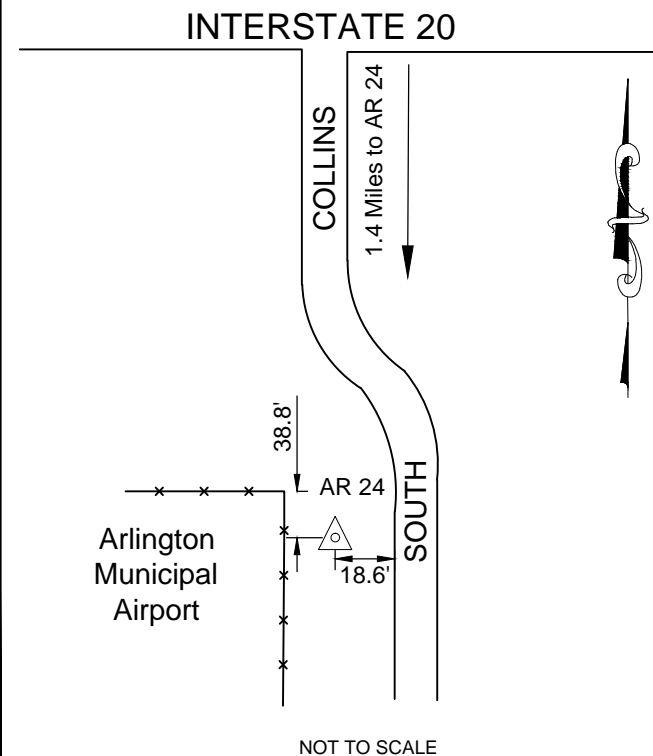 INTERSTATE 20
COLLINS
1.4 Miles to AR 24
38.8'
AR 24
SOUTH
18.6'
Arlington
Municipal
Airport
NOT TO SCALE